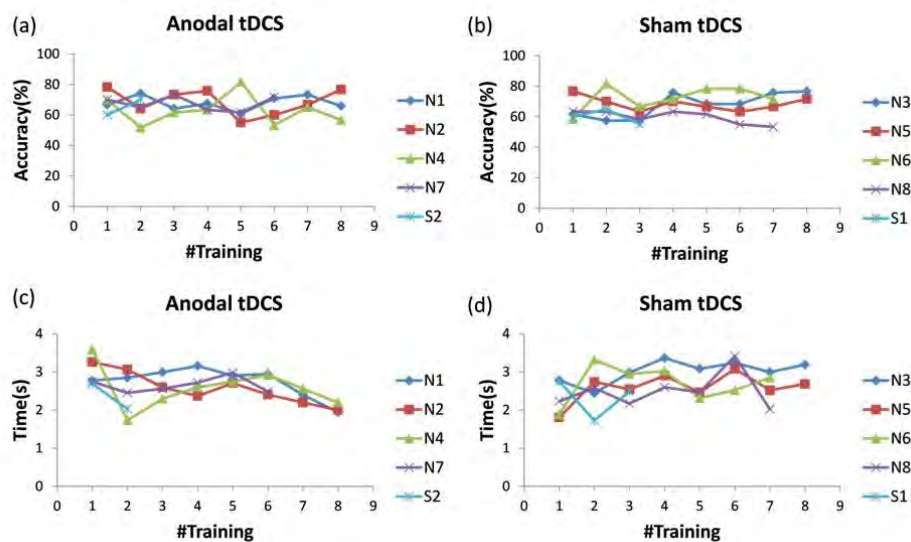 (a)
Anodal tDCS
Accuracy(%)
100
80
60
40
20
0
0
1
2
3
4
5
6
7
8
9
#Training
N1
N2
N4
N7
S2
(b)
Sham tDCS
Accuracy(%)
100
80
60
40
20
0
0
1
2
3
4
5
6
7
8
9
#Training
N3
N5
N6
N8
S1
(c)
Anodal tDCS
Time(s)
4
3
2
1
0
0
1
2
3
4
5
6
7
8
9
#Training
N1
N2
N4
N7
S2
(d)
Sham tDCS
Time(s)
4
3
2
1
0
0
1
2
3
4
5
6
7
8
9
#Training
N3
N5
N6
N8
S1